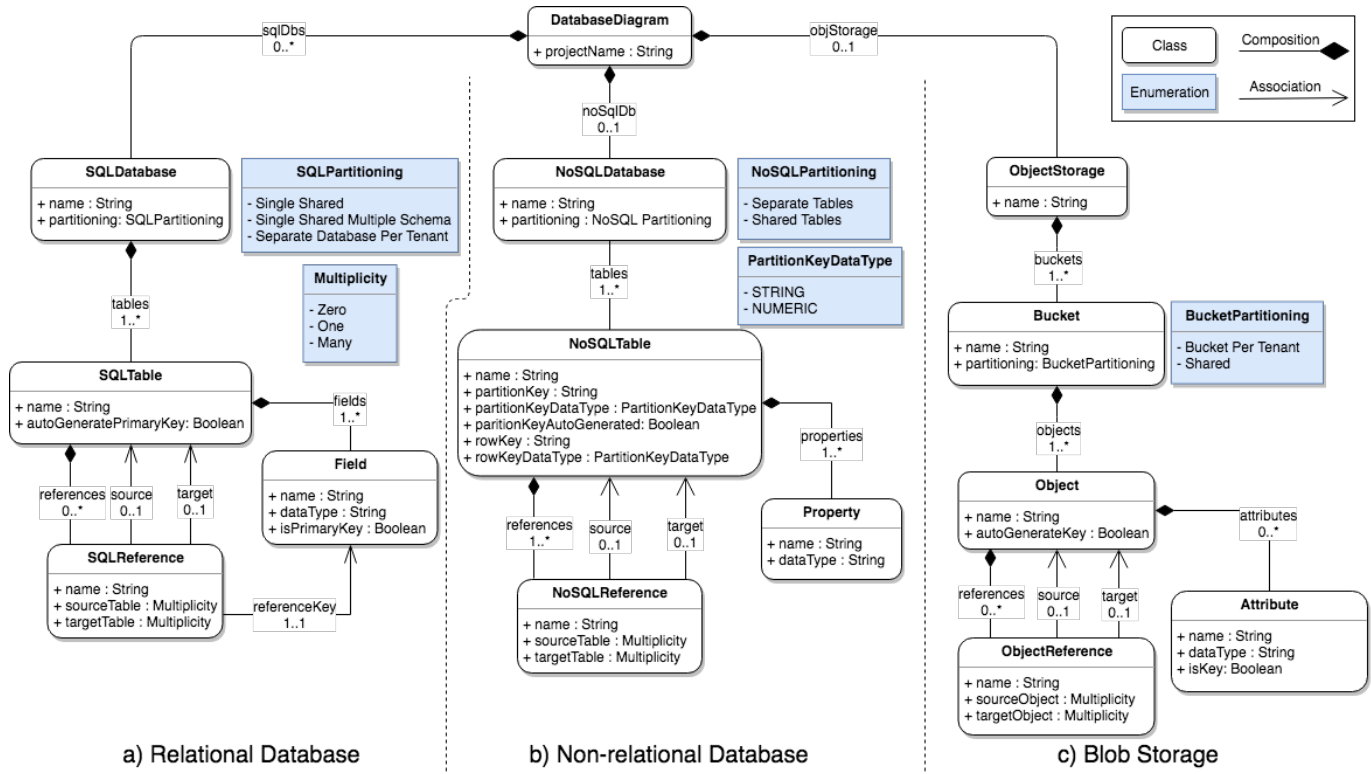 DatabaseDiagram
+ projectName : String
sqlDbs
0..*
objStorage
0..1
noSqlDb
0..1
Class
Composition
Enumeration
Association
SQLDatabase
+ name : String
+ partitioning: SQLPartitioning
SQLPartitioning
- Single Shared
- Single Shared Multiple Schema
- Separate Database Per Tenant
Multiplicity
- Zero
- One
- Many
tables
1..*
SQLTable
+ name : String
+ autoGeneratePrimaryKey: Boolean
fields
1..*
Field
+ name : String
+ dataType : String
+ isPrimaryKey : Boolean
references
0..*
source
0..1
target
0..1
SQLReference
+ name : String
+ sourceTable : Multiplicity
+ targetTable : Multiplicity
referenceKey
1..1
a) Relational Database
NoSQLDatabase
+ name : String
+ partitioning : NoSQL Partitioning
NoSQLPartitioning
- Separate Tables
- Shared Tables
PartitionKeyDataType
- STRING
- NUMERIC
tables
1..*
NoSQLTable
+ name : String
+ partitionKey : String
+ partitionKeyDataType : PartitionKeyDataType
+ paritionKeyAutoGenerated: Boolean
+ rowKey : String
+ rowKeyDataType : PartitionKeyDataType
properties
1..*
Property
+ name : String
+ dataType : String
references
1..*
source
0..1
target
0..1
NoSQLReference
+ name : String
+ sourceTable : Multiplicity
+ targetTable : Multiplicity
b) Non-relational Database
ObjectStorage
+ name : String
buckets
1..*
Bucket
+ name : String
+ partitioning: BucketPartitioning
BucketPartitioning
- Bucket Per Tenant
- Shared
objects
1..*
Object
+ name : String
+ autoGenerateKey : Boolean
attributes
0..*
Attribute
+ name : String
+ dataType : String
+ isKey: Boolean
references
0..*
source
0..1
target
0..1
ObjectReference
+ name : String
+ sourceObject : Multiplicity
+ targetObject : Multiplicity
c) Blob Storage